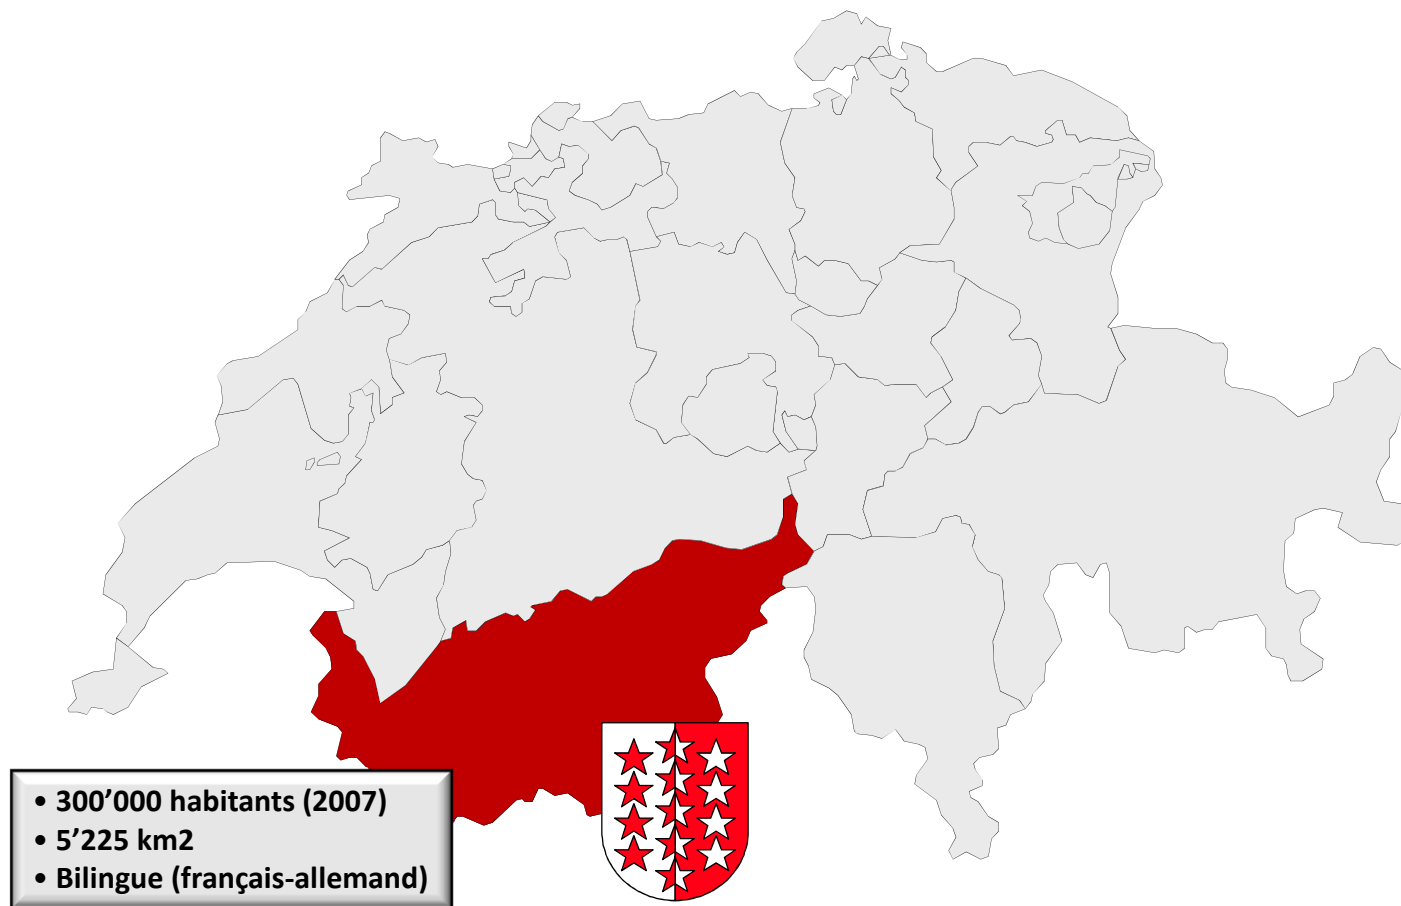 • 300’000 habitants (2007)
• 5’225 km2
• Bilingue (français-allemand)